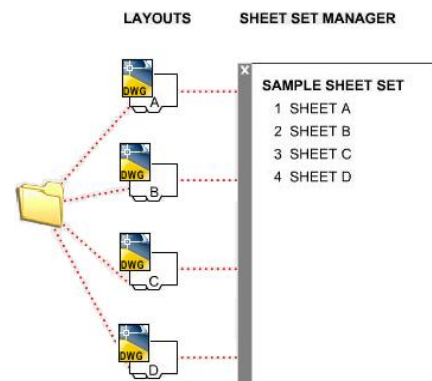 LAYOUTS SHEET SET MANAGER
X
SAMPLE SHEET SET
1 SHEET A
2 SHEET B
3 SHEET C
4 SHEET D
DWG
A
DWG
B
DWG
C
DWG
D